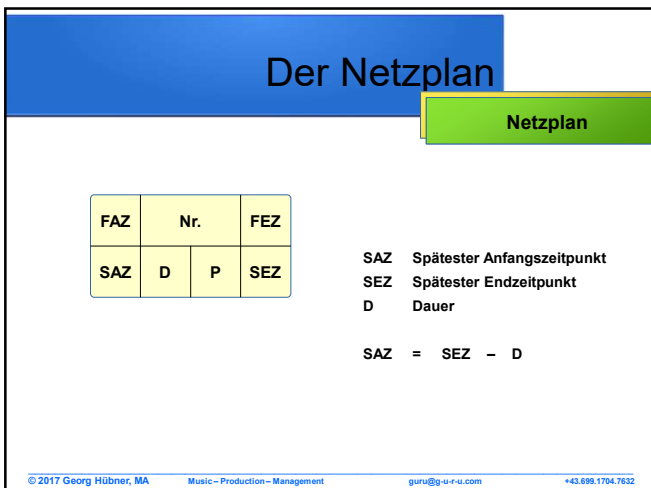 Der Netzplan
Netzplan
FAZ Nr. FEZ
SAZ D P SEZ
SAZ Spätester Anfangszeitpunkt
SEZ Spätester Endzeitpunkt
D Dauer
SAZ = SEZ – D
© 2017 Georg Hübner, MA Music – Production – Management guru@g-u-r-u.com +43.699.1704.7632